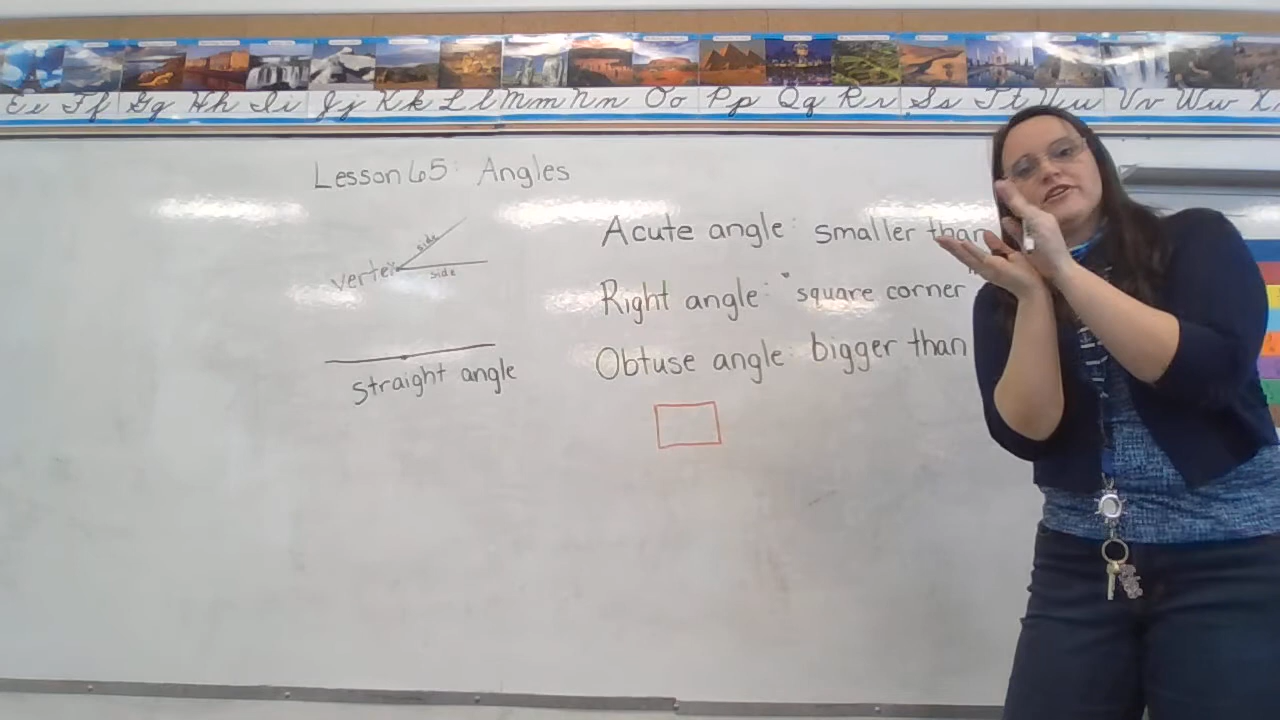 Ee Ff Gg Hh Ii Jj Kk Ll Mm Nn Oo Pp Qq Rr Ss Tt Uu Vv Ww X
Lesson 65: Angles
side
vertex
side
straight angle
Acute angle: smaller than
Right angle: "square corner
Obtuse angle: bigger than